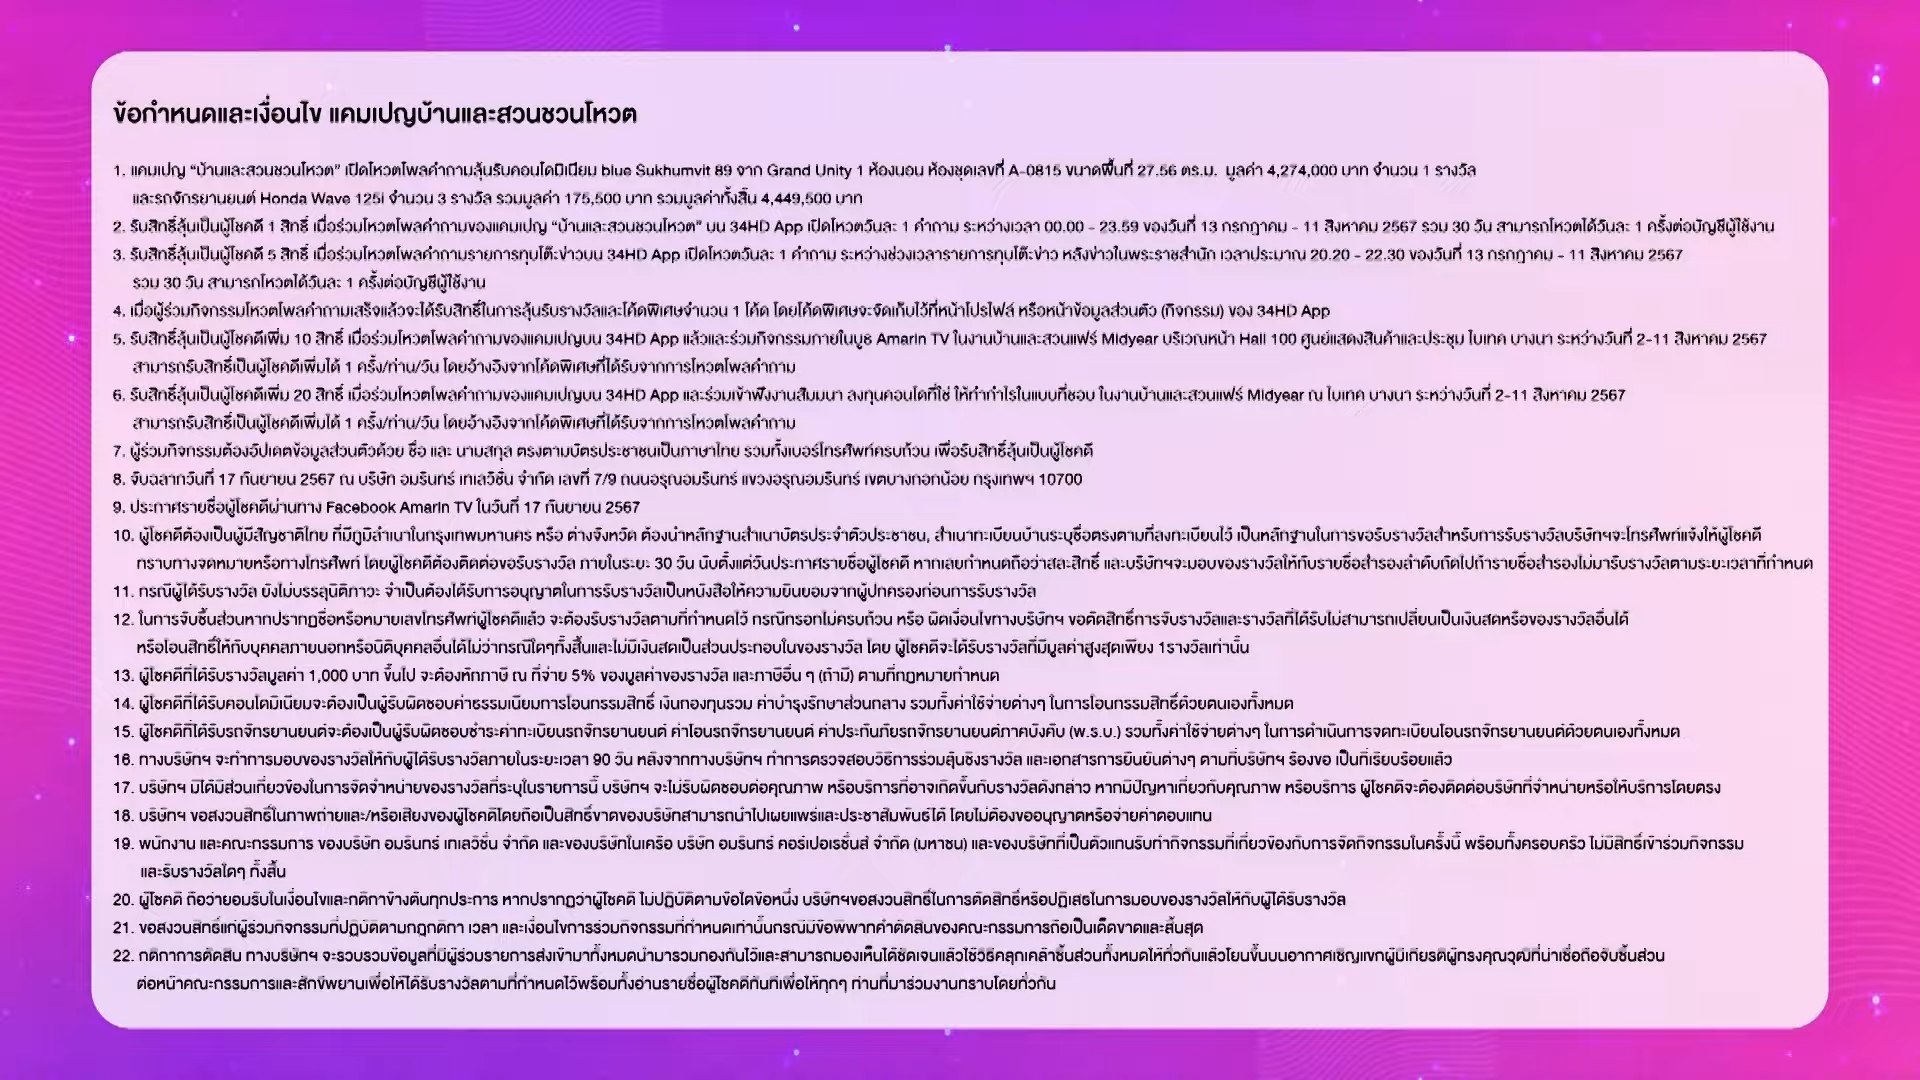 ข้อกำหนดและเงื่อนไข แคมเปญบ้านและสวนชวนโหวต
1. แคมเปญ “บ้านและสวนชวนโหวต” เปิดโหวตโพลคำถามลุ้นรับคอนโดมิเนียม blue Sukhumvit 89 จาก Grand Unity 1 ห้องนอน ห้องชุดเลขที่ A-0815 ขนาดพื้นที่ 27.56 ตร.ม. มูลค่า 4,274,000 บาท จำนวน 1 รางวัล
และรถจักรยานยนต์ Honda Wave 125i จำนวน 3 รางวัล รวมมูลค่า 175,500 บาท รวมมูลค่าทั้งสิ้น 4,449,500 บาท
2. รับสิทธิ์ลุ้นเป็นผู้โชคดี 1 สิทธิ์ เมื่อร่วมโหวตโพลคำถามของแคมเปญ “บ้านและสวนชวนโหวต” บน 34HD App เปิดโหวตวันละ 1 คำถาม ระหว่างเวลา 00.00 - 23.59 ของวันที่ 13 กรกฎาคม - 11 สิงหาคม 2567 รวม 30 วัน สามารถโหวตได้วันละ 1 ครั้งต่อบัญชีผู้ใช้งาน
3. รับสิทธิ์ลุ้นเป็นผู้โชคดี 5 สิทธิ์ เมื่อร่วมโหวตโพลคำถามรายการทุบโต๊ะข่าวบน 34HD App เปิดโหวตวันละ 1 คำถาม ระหว่างช่วงเวลารายการทุบโต๊ะข่าว หลังข่าวในพระราชสำนัก เวลาประมาณ 20.20 - 22.30 ของวันที่ 13 กรกฎาคม - 11 สิงหาคม 2567
รวม 30 วัน สามารถโหวตได้วันละ 1 ครั้งต่อบัญชีผู้ใช้งาน
4. เมื่อผู้ร่วมกิจกรรมโหวตโพลคำถามเสร็จแล้วจะได้รับสิทธิ์ในการลุ้นรับรางวัลและโค้ดพิเศษจำนวน 1 โค้ด โดยโค้ดพิเศษจะจัดเก็บไว้ที่หน้าโปรไฟล์ หรือหน้าข้อมูลส่วนตัว (กิจกรรม) ของ 34HD App
5. รับสิทธิ์ลุ้นเป็นผู้โชคดีเพิ่ม 10 สิทธิ์ เมื่อร่วมโหวตโพลคำถามของแคมเปญบน 34HD App แล้วและร่วมกิจกรรมภายในบูธ Amarin TV ในงานบ้านและสวนแฟร์ Midyear บริเวณหน้า Hall 100 ศูนย์แสดงสินค้าและประชุม ไบเทค บางนา ระหว่างวันที่ 2-11 สิงหาคม 2567
สามารถรับสิทธิ์เป็นผู้โชคดีเพิ่มได้ 1 ครั้ง/ท่าน/วัน โดยอ้างอิงจากโค้ดพิเศษที่ได้รับจากการโหวตโพลคำถาม
6. รับสิทธิ์ลุ้นเป็นผู้โชคดีเพิ่ม 20 สิทธิ์ เมื่อร่วมโหวตโพลคำถามของแคมเปญบน 34HD App และร่วมเข้าฟังงานสัมมนา ลงทุนคอนโดที่ใช่ ให้ทำกำไรในแบบที่ชอบ ในงานบ้านและสวนแฟร์ Midyear ณ ไบเทค บางนา ระหว่างวันที่ 2-11 สิงหาคม 2567
สามารถรับสิทธิ์เป็นผู้โชคดีเพิ่มได้ 1 ครั้ง/ท่าน/วัน โดยอ้างอิงจากโค้ดพิเศษที่ได้รับจากการโหวตโพลคำถาม
7. ผู้ร่วมกิจกรรมต้องอัปเดตข้อมูลส่วนตัวด้วย ชื่อ และ นามสกุล ตรงตามบัตรประชาชนเป็นภาษาไทย รวมทั้งเบอร์โทรศัพท์ครบถ้วน เพื่อรับสิทธิ์ลุ้นเป็นผู้โชคดี
8. จับฉลากวันที่ 17 กันยายน 2567 ณ บริษัท อมรินทร์ เทเลวิชั่น จำกัด เลขที่ 7/9 ถนนอรุณอมรินทร์ แขวงอรุณอมรินทร์ เขตบางกอกน้อย กรุงเทพฯ 10700
9. ประกาศรายชื่อผู้โชคดีผ่านทาง Facebook Amarin TV ในวันที่ 17 กันยายน 2567
10. ผู้โชคดีต้องเป็นผู้มีสัญชาติไทย ที่มีภูมิลำเนาในกรุงเทพมหานคร หรือ ต่างจังหวัด ต้องนำหลักฐานสำเนาบัตรประจำตัวประชาชน, สำเนาทะเบียนบ้านระบุชื่อตรงตามที่ลงทะเบียนไว้ เป็นหลักฐานในการขอรับรางวัลสำหรับการรับรางวัลบริษัทฯจะโทรศัพท์แจ้งให้ผู้โชคดี
ทราบทางจดหมายหรือทางโทรศัพท์ โดยผู้โชคดีต้องติดต่อขอรับรางวัล ภายในระยะ 30 วัน นับตั้งแต่วันประกาศรายชื่อผู้โชคดี หากเลยกำหนดถือว่าสละสิทธิ์ และบริษัทฯจะมอบของรางวัลให้กับรายชื่อสำรองลำดับถัดไปถ้ารายชื่อสำรองไม่มารับรางวัลตามระยะเวลาที่กำหนด
11. กรณีผู้ได้รับรางวัล ยังไม่บรรลุนิติภาวะ จำเป็นต้องได้รับการอนุญาตในการรับรางวัลเป็นหนังสือให้ความยินยอมจากผู้ปกครองก่อนการรับรางวัล
12. ในการจับชิ้นส่วนหากปรากฏชื่อหรือหมายเลขโทรศัพท์ผู้โชคดีแล้ว จะต้องรับรางวัลตามที่กำหนดไว้ กรณีกรอกไม่ครบถ้วน หรือ ผิดเงื่อนไขทางบริษัทฯ ขอตัดสิทธิ์การจับรางวัลและรางวัลที่ได้รับไม่สามารถเปลี่ยนเป็นเงินสดหรือของรางวัลอื่นได้
หรือโอนสิทธิ์ให้กับบุคคลภายนอกหรือนิติบุคคลอื่นได้ไม่ว่ากรณีใดๆทั้งสิ้นและไม่มีเงินสดเป็นส่วนประกอบในของรางวัล โดย ผู้โชคดีจะได้รับรางวัลที่มีมูลค่าสูงสุดเพียง 1รางวัลเท่านั้น
13. ผู้โชคดีที่ได้รับรางวัลมูลค่า 1,000 บาท ขึ้นไป จะต้องหักภาษี ณ ที่จ่าย 5% ของมูลค่าของรางวัล และภาษีอื่น ๆ (ถ้ามี) ตามที่กฎหมายกำหนด
14. ผู้โชคดีที่ได้รับคอนโดมิเนียมจะต้องเป็นผู้รับผิดชอบค่าธรรมเนียมการโอนกรรมสิทธิ์ เงินกองทุนรวม ค่าบำรุงรักษาส่วนกลาง รวมทั้งค่าใช้จ่ายต่างๆ ในการโอนกรรมสิทธิ์ด้วยตนเองทั้งหมด
15. ผู้โชคดีที่ได้รับรถจักรยานยนต์จะต้องเป็นผู้รับผิดชอบชำระค่าทะเบียนรถจักรยานยนต์ ค่าโอนรถจักรยานยนต์ ค่าประกันภัยรถจักรยานยนต์ภาคบังคับ (พ.ร.บ.) รวมทั้งค่าใช้จ่ายต่างๆ ในการดำเนินการจดทะเบียนโอนรถจักรยานยนต์ด้วยตนเองทั้งหมด
16. ทางบริษัทฯ จะทำการมอบของรางวัลให้กับผู้ได้รับรางวัลภายในระยะเวลา 90 วัน หลังจากทางบริษัทฯ ทำการตรวจสอบวิธีการร่วมลุ้นชิงรางวัล และเอกสารการยืนยันต่างๆ ตามที่บริษัทฯ ร้องขอ เป็นที่เรียบร้อยแล้ว
17. บริษัทฯ มิได้มีส่วนเกี่ยวข้องในการจัดจำหน่ายของรางวัลที่ระบุในรายการนี้ บริษัทฯ จะไม่รับผิดชอบต่อคุณภาพ หรือบริการที่อาจเกิดขึ้นกับรางวัลดังกล่าว หากมีปัญหาเกี่ยวกับคุณภาพ หรือบริการ ผู้โชคดีจะต้องติดต่อบริษัทที่จำหน่ายหรือให้บริการโดยตรง
18. บริษัทฯ ขอสงวนสิทธิ์ในภาพถ่ายและ/หรือเสียงของผู้โชคดีโดยถือเป็นสิทธิ์ขาดของบริษัทสามารถนำไปเผยแพร่และประชาสัมพันธ์ได้ โดยไม่ต้องขออนุญาตหรือจ่ายค่าตอบแทน
19. พนักงาน และคณะกรรมการ ของบริษัท อมรินทร์ เทเลวิชั่น จำกัด และของบริษัทในเครือ บริษัท อมรินทร์ คอร์เปอเรชั่นส์ จำกัด (มหาชน) และของบริษัทที่เป็นตัวแทนรับทำกิจกรรมที่เกี่ยวข้องกับการจัดกิจกรรมในครั้งนี้ พร้อมทั้งครอบครัว ไม่มีสิทธิ์เข้าร่วมกิจกรรม
และรับรางวัลใดๆ ทั้งสิ้น
20. ผู้โชคดี ถือว่ายอมรับในเงื่อนไขและกติกาข้างต้นทุกประการ หากปรากฏว่าผู้โชคดี ไม่ปฏิบัติตามข้อใดข้อหนึ่ง บริษัทฯขอสงวนสิทธิ์ในการตัดสิทธิ์หรือปฏิเสธในการมอบของรางวัลให้กับผู้ได้รับรางวัล
21. ขอสงวนสิทธิ์แก่ผู้ร่วมกิจกรรมที่ปฏิบัติตามกฎกติกา เวลา และเงื่อนไขการร่วมกิจกรรมที่กำหนดเท่านั้นกรณีมีข้อพิพาทคำตัดสินของคณะกรรมการถือเป็นเด็ดขาดและสิ้นสุด
22. กติกาการตัดสิน ทางบริษัทฯ จะรวบรวมข้อมูลที่มีผู้ร่วมรายการส่งเข้ามาทั้งหมดนำมารวมกองกันไว้และสามารถมองเห็นได้ชัดเจนแล้วใช้วิธีคลุกเคล้าชิ้นส่วนทั้งหมดให้ทั่วกันแล้วโยนขึ้นบนอากาศเชิญแขกผู้มีเกียรติผู้ทรงคุณวุฒิที่น่าเชื่อถือจับชิ้นส่วน
ต่อหน้าคณะกรรมการและสักขีพยานเพื่อให้ได้รับรางวัลตามที่กำหนดไว้พร้อมทั้งอ่านรายชื่อผู้โชคดีทันทีเพื่อให้ทุกๆ ท่านที่มาร่วมงานทราบโดยทั่วกัน